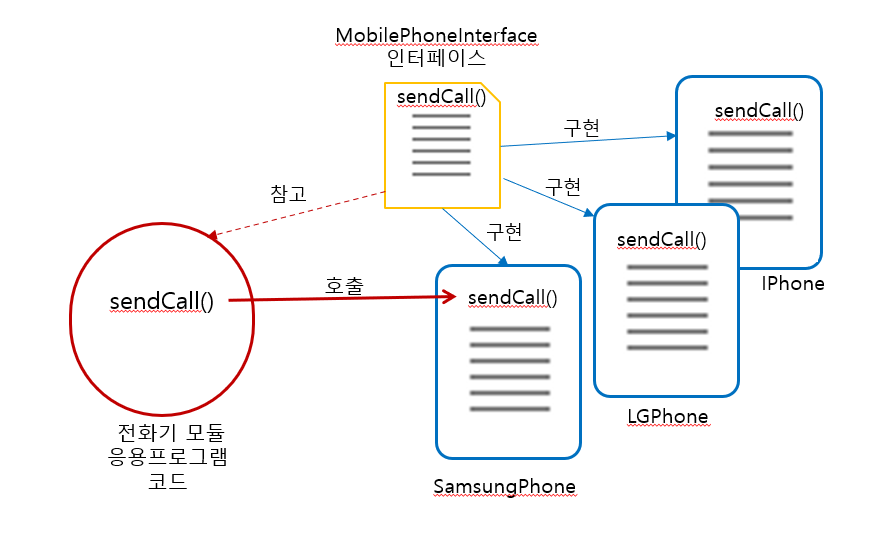 MobilePhoneInterface
인터페이스
sendCall()
sendCall()
구현
참고
구현
구현
sendCall()
sendCall()
호출
sendCall()
IPhone
LGPhone
전화기 모듈
응용프로그램
코드
SamsungPhone